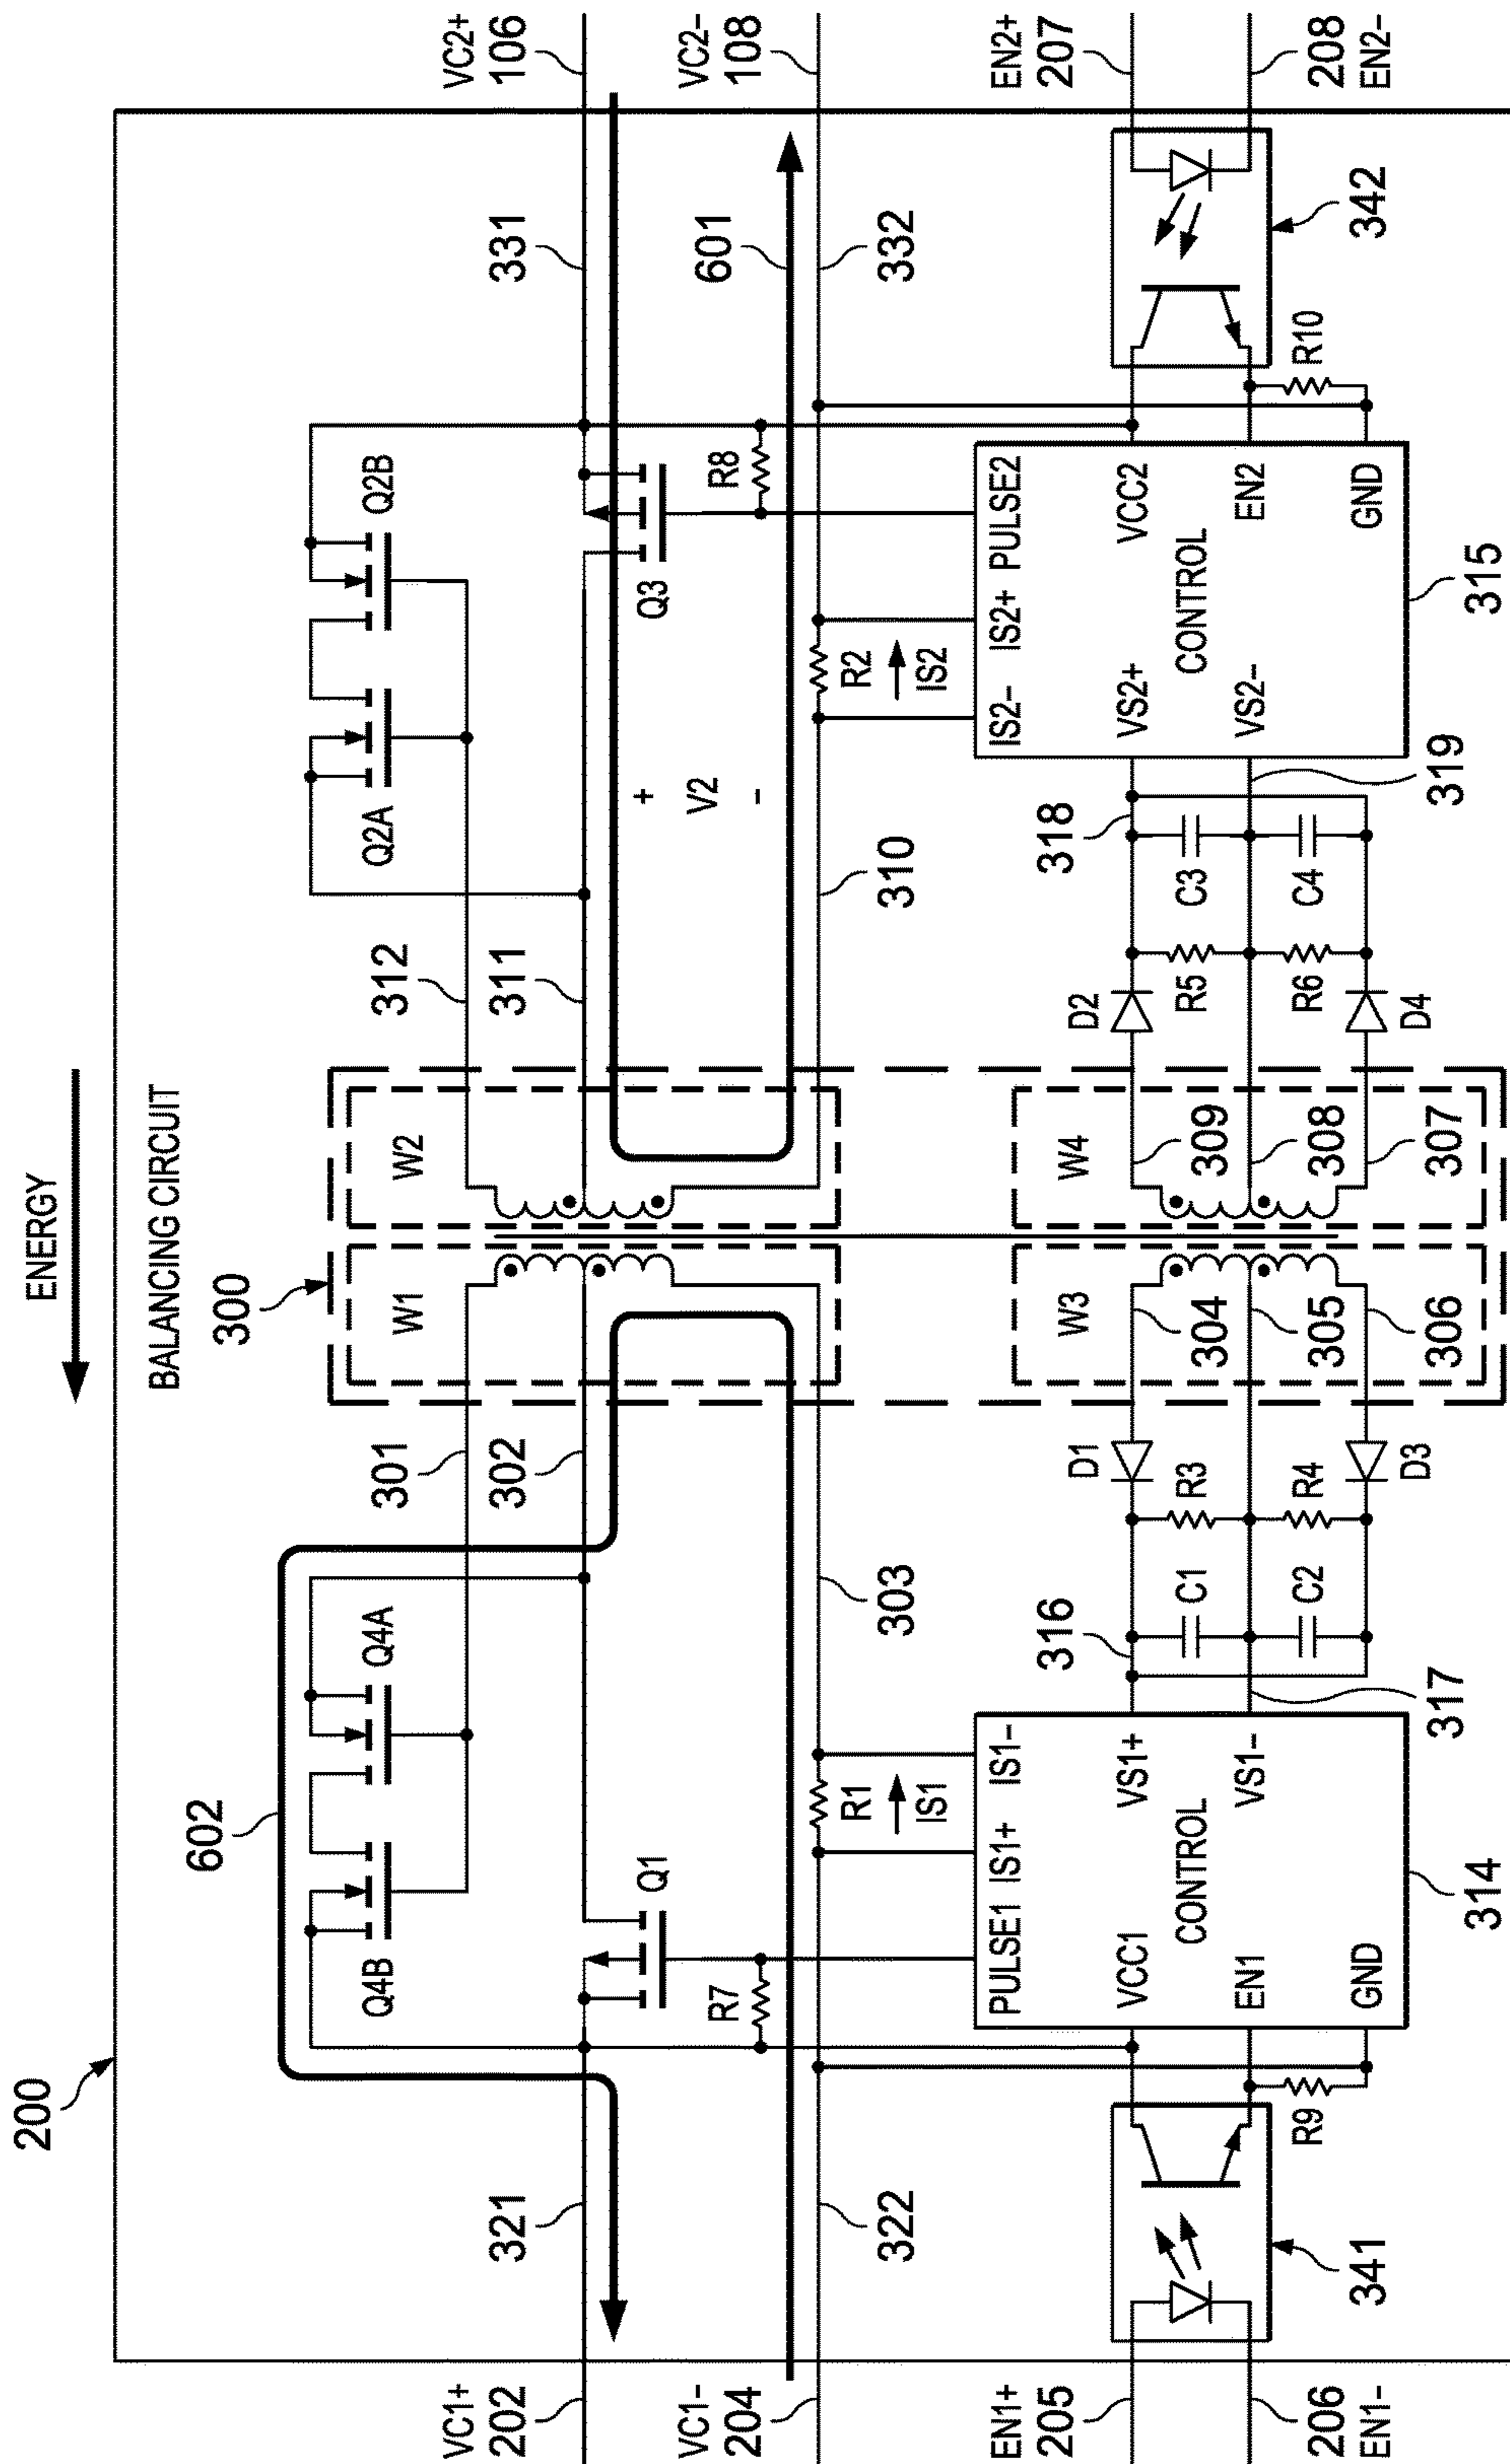 ENERGY
200
BALANCING CIRCUIT
300
602
Q4B
Q4A
Q2A
Q2B
301
302
312
311
W1
W2
VC1+
202
321
Q1
Q3
331
VC2+
106
R7
R8
+
V2
-
601
VC1-
204
322
303
310
332
VC2-
108
R1
IS1
R2
IS2
PULSE1
IS1+
IS1-
IS2-
IS2+
PULSE2
316
318
D1
D2
W3
W4
EN1+
205
VCC1
VS1+
304
309
VS2+
VCC2
EN2+
207
C1
R3
R5
C3
CONTROL
CONTROL
206
EN1-
EN1
VS1-
305
308
VS2-
EN2
208
EN2-
R9
C2
R4
R6
C4
R10
341
GND
306
307
GND
342
317
D3
D4
319
314
315